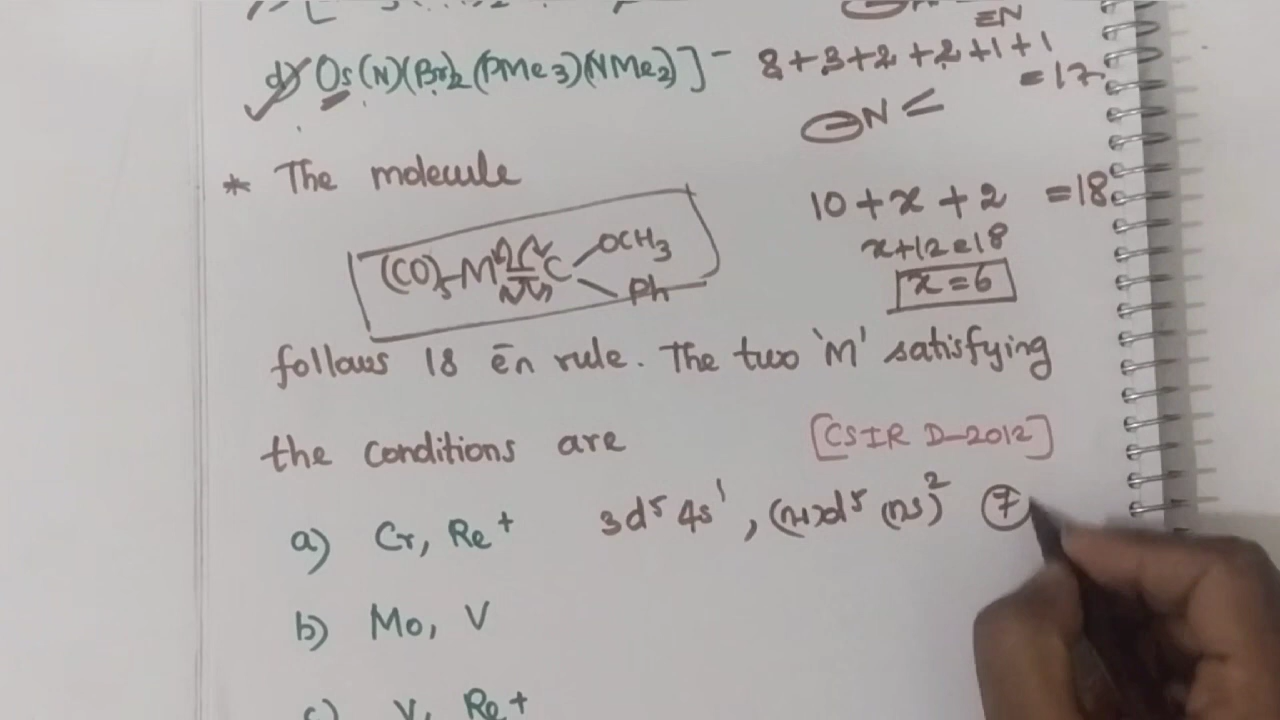 EN
d) Os(N)(Br)2(PMe3)(NMe2)]⁻ 8+3+2+2+1+1
=17
N <
* The molecule
10+x+2 =18
(CO)5-M=C OCH3
x+12=18
Ph
x=6
follows 18 ēn rule. The two 'M' satisfying
the conditions are [CSIR D-2012]
a) Cr, Re⁺ 3d⁵ 4s¹, (n-1)d⁵ (ns)² 7
b) Mo, V
c) V, Re⁺